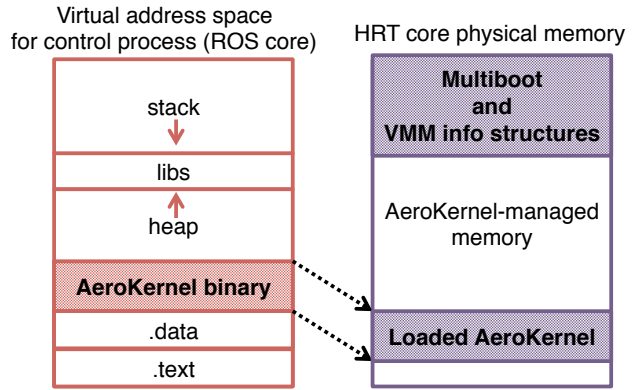 Virtual address space
for control process (ROS core)
stack
libs
heap
AeroKernel binary
.data
.text
HRT core physical memory
Multiboot
and
VMM info structures
AeroKernel-managed
memory
Loaded AeroKernel